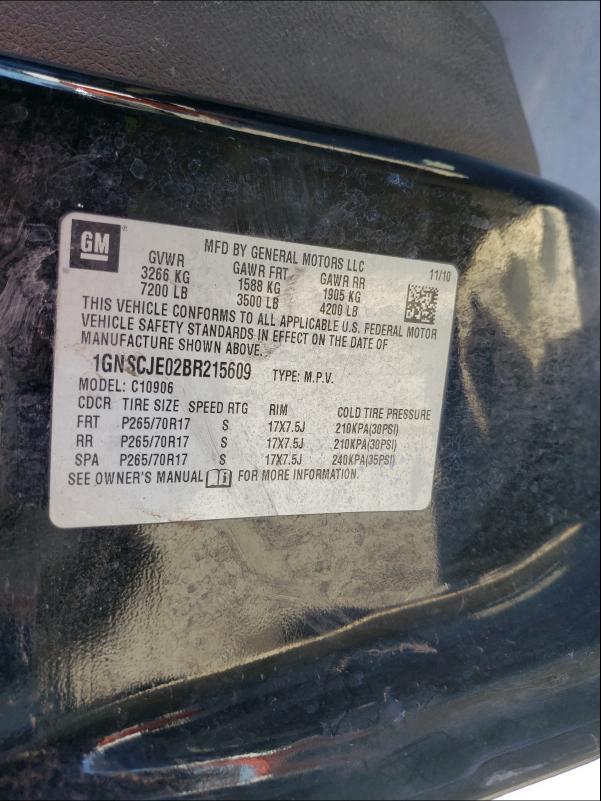 GM
MFD BY GENERAL MOTORS LLC
11/10
GVWR GAWR FRT GAWR RR
3266 KG 1588 KG 1905 KG
7200 LB 3500 LB 4200 LB
THIS VEHICLE CONFORMS TO ALL APPLICABLE U.S. FEDERAL MOTOR
VEHICLE SAFETY STANDARDS IN EFFECT ON THE DATE OF
MANUFACTURE SHOWN ABOVE.
1GNSCJE02BR215609 TYPE: M.P.V.
MODEL: C10906
CDCR TIRE SIZE SPEED RTG RIM COLD TIRE PRESSURE
FRT P265/70R17 S 17X7.5J 210KPA(30PSI)
RR P265/70R17 S 17X7.5J 210KPA(30PSI)
SPA P265/70R17 S 17X7.5J 240KPA(35PSI)
SEE OWNER'S MANUAL FOR MORE INFORMATION.